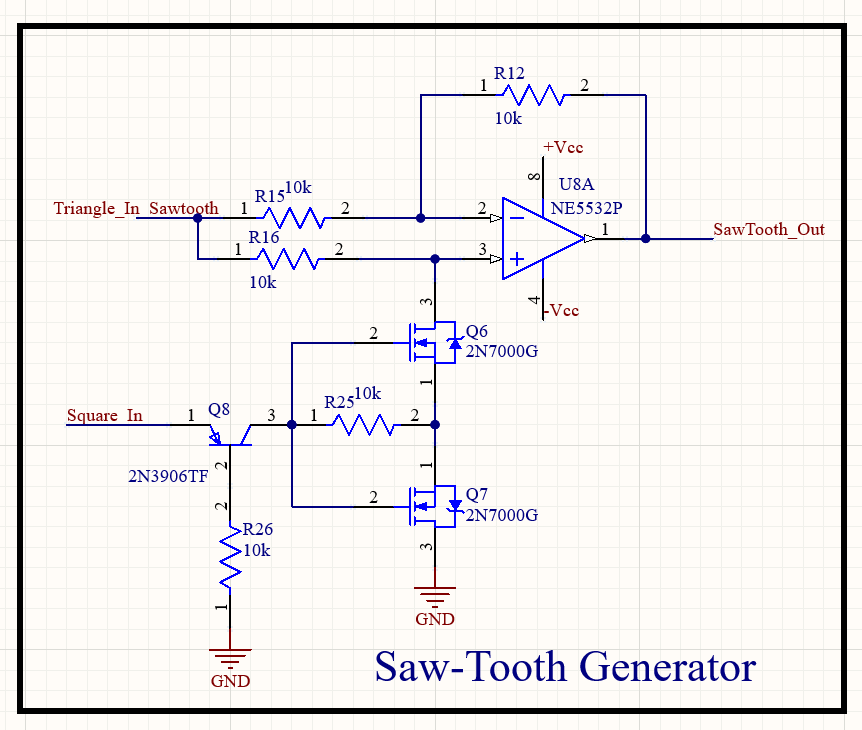 R12
1
2
10k
+Vcc
8
U8A
NE5532P
Triangle_In_Sawtooth
1
R15
10k
2
2
1
SawTooth_Out
R16
1
2
3
10k
4
-Vcc
3
2
Q6
2N7000G
1
Square_In
1
Q8
3
1
R25
10k
2
2
2N3906TF
1
2
Q7
2N7000G
2
R26
10k
3
1
GND
GND
Saw-Tooth Generator